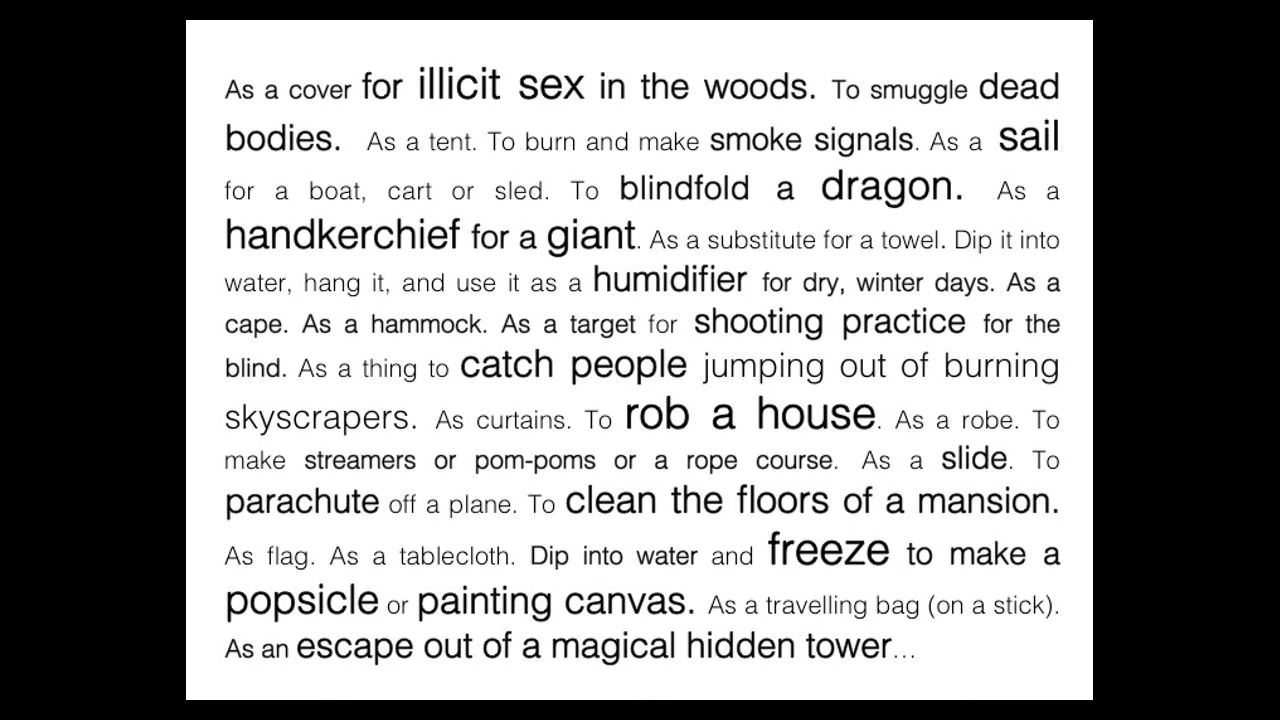 As a cover for illicit sex in the woods. To smuggle dead
bodies. As a tent. To burn and make smoke signals. As a sail
for a boat, cart or sled. To blindfold a dragon. As a
handkerchief for a giant. As a substitute for a towel. Dip it into
water, hang it, and use it as a humidifier for dry, winter days. As a
cape. As a hammock. As a target for shooting practice for the
blind. As a thing to catch people jumping out of burning
skyscrapers. As curtains. To rob a house. As a robe. To
make streamers or pom-poms or a rope course. As a slide. To
parachute off a plane. To clean the floors of a mansion.
As flag. As a tablecloth. Dip into water and freeze to make a
popsicle or painting canvas. As a travelling bag (on a stick).
As an escape out of a magical hidden tower...